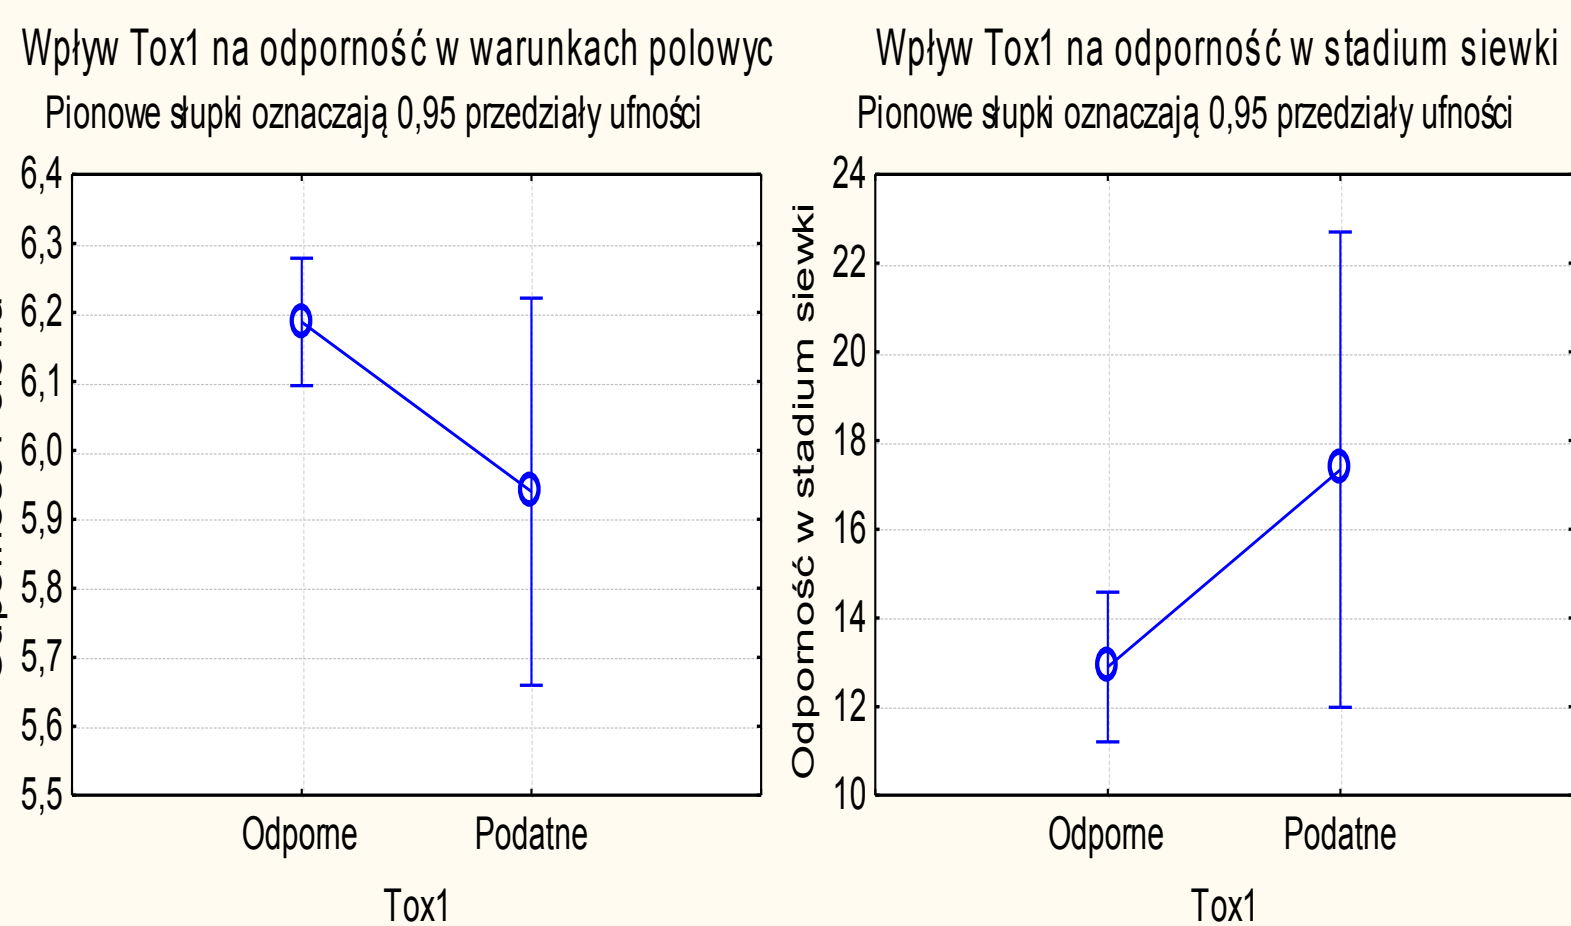 Wpływ Tox1 na odporność w warunkach polowyc
Pionowe słupki oznaczają 0,95 przedziały ufności
6,4
6,3
6,2
6,1
6,0
5,9
5,8
5,7
5,6
5,5
Odporne
Podatne
Tox1
Wpływ Tox1 na odporność w stadium siewki
Pionowe słupki oznaczają 0,95 przedziały ufności
Odporność w stadium siewki
24
22
20
18
16
14
12
10
Odporne
Podatne
Tox1